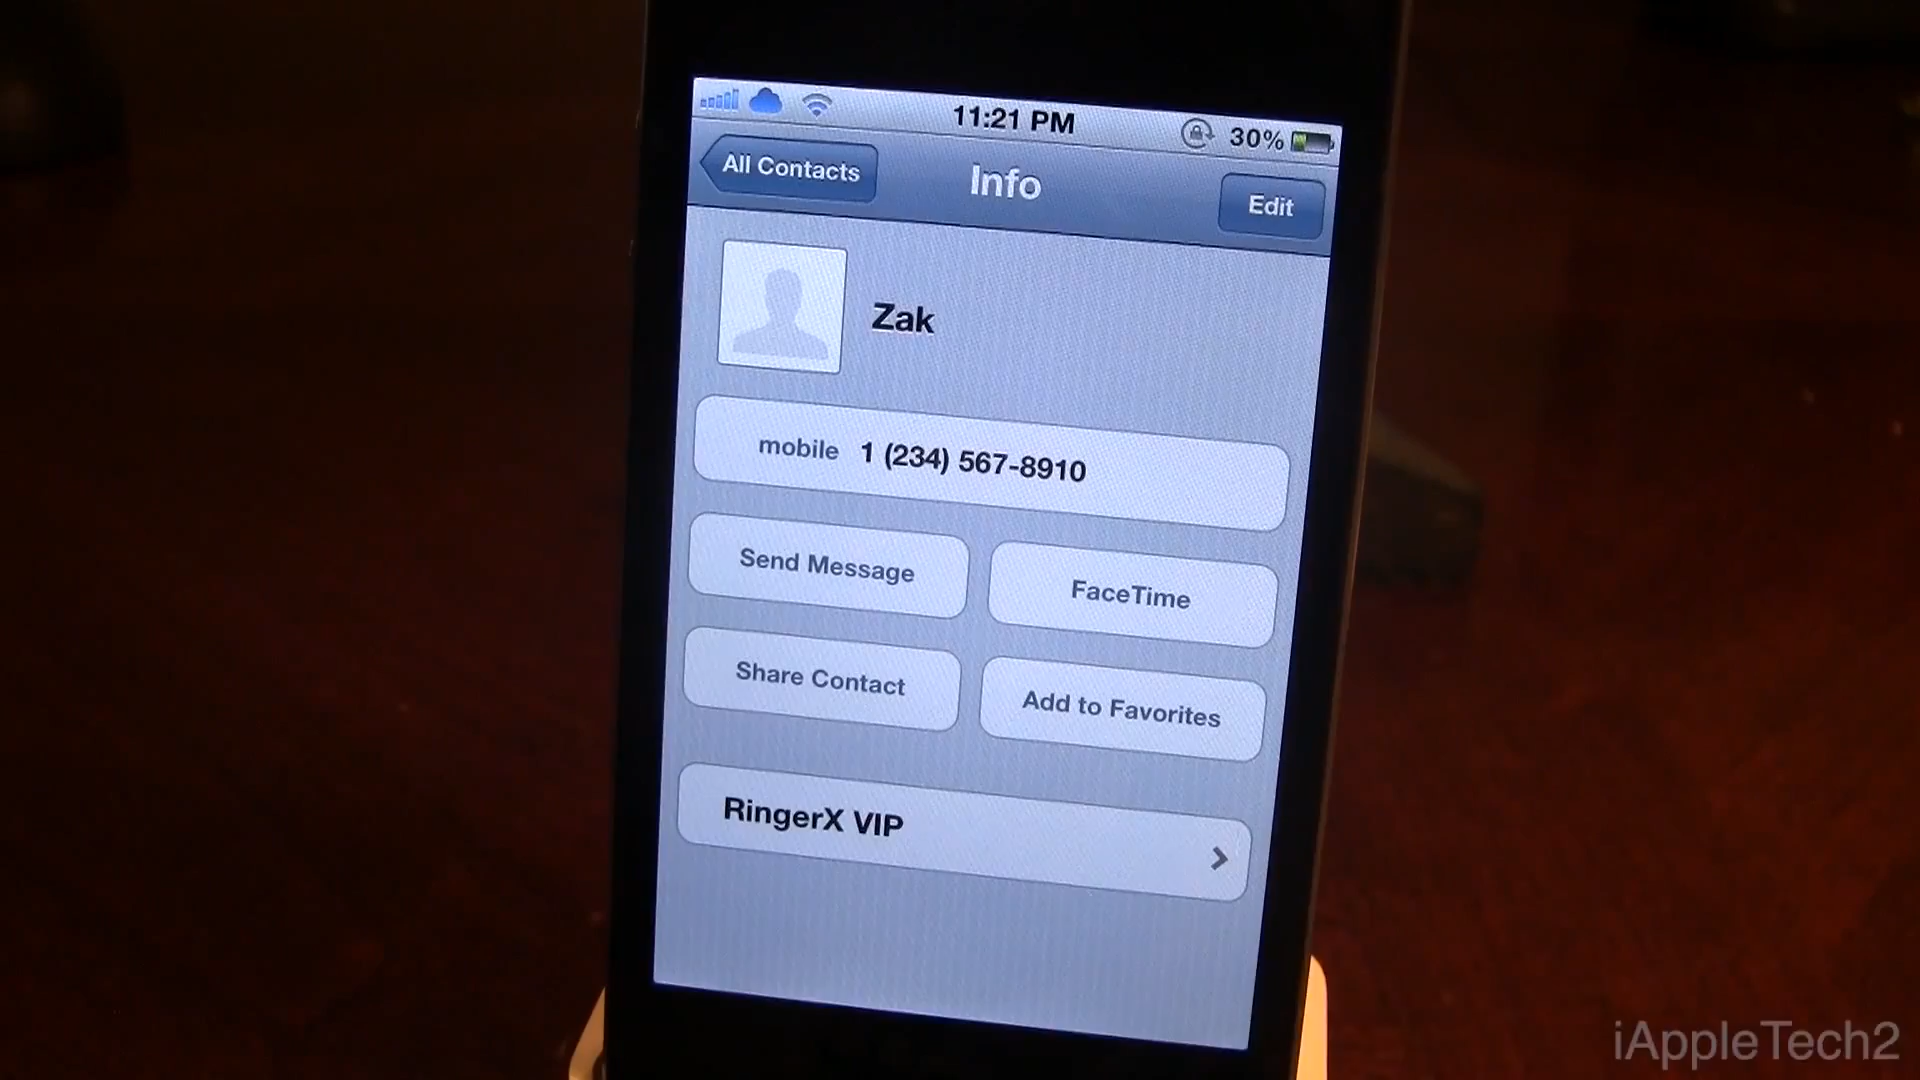 11:21 PM 30%
All Contacts Info Edit
Zak
mobile 1 (234) 567-8910
Send Message FaceTime
Share Contact Add to Favorites
RingerX VIP
iAppleTech2